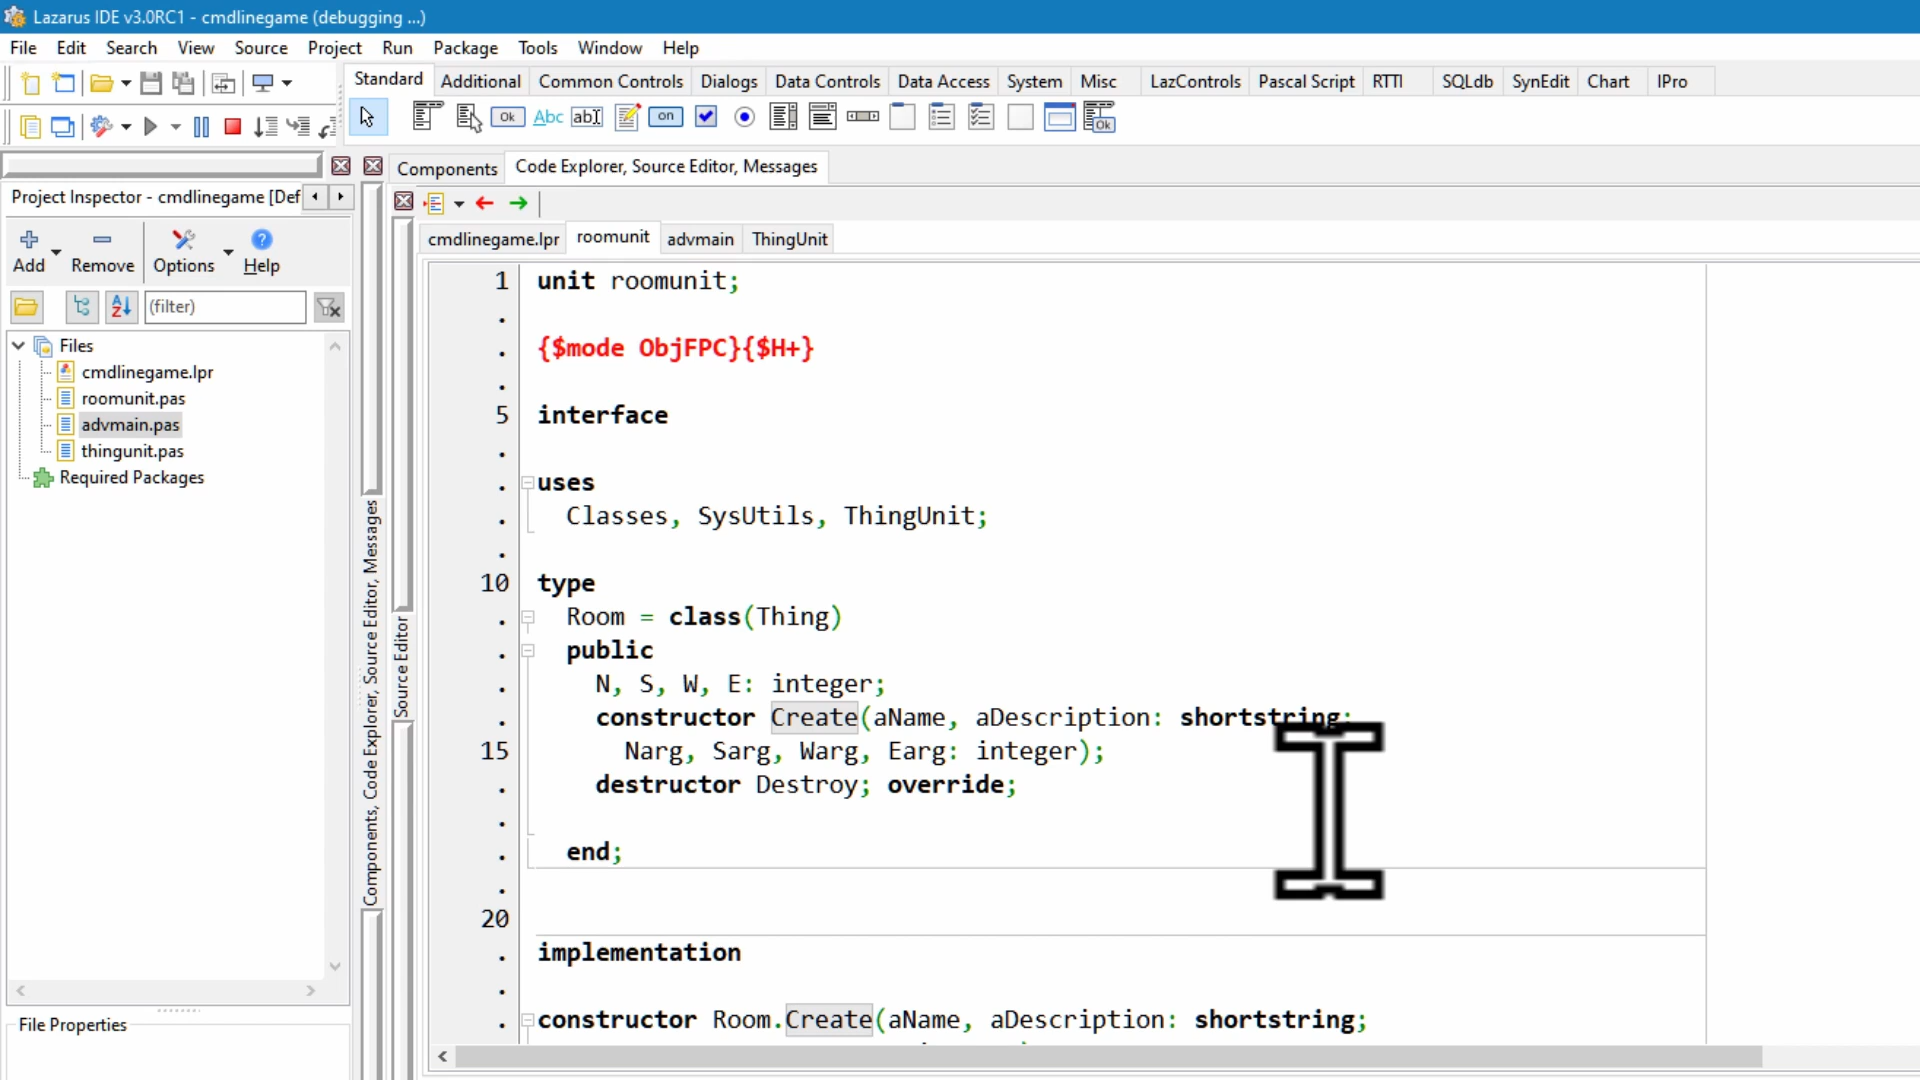 Lazarus IDE v3.0RC1 - cmdlinegame (debugging ...)
File Edit Search View Source Project Run Package Tools Window Help
Standard Additional Common Controls Dialogs Data Controls Data Access System Misc LazControls Pascal Script RTTI SQLdb SynEdit Chart IPro
Ok Abc abI on Ok
Components Code Explorer, Source Editor, Messages
Project Inspector - cmdlinegame [Def
Add Remove Options Help
(filter)
Files
cmdlinegame.lpr
roomunit.pas
advmain.pas
thingunit.pas
Required Packages
File Properties
Components, Code Explorer, Source Editor, Messages
Source Editor
cmdlinegame.lpr roomunit advmain ThingUnit
1 unit roomunit;
.
. {$mode ObjFPC}{$H+}
.
5 interface
.
. uses
. Classes, SysUtils, ThingUnit;
.
10 type
. Room = class(Thing)
. public
. N, S, W, E: integer;
. constructor Create(aName, aDescription: shortstring;
15 Narg, Sarg, Warg, Earg: integer);
. destructor Destroy; override;
.
. end;
.
20
. implementation
.
. constructor Room.Create(aName, aDescription: shortstring;